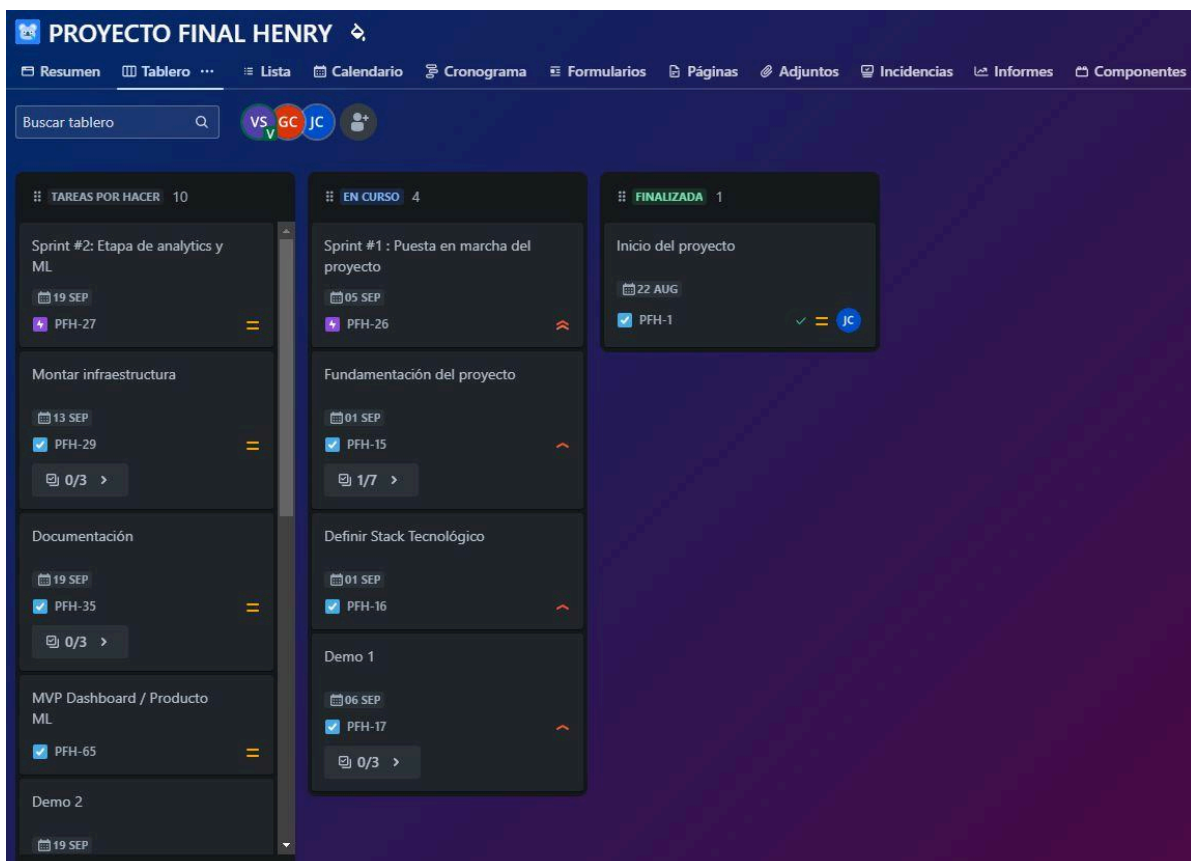 PROYECTO FINAL HENRY
Resumen Tablero ... Lista Calendario Cronograma Formularios Páginas Adjuntos Incidencias Informes Componentes
Buscar tablero VS V GC JC
TAREAS POR HACER 10
Sprint #2: Etapa de analytics y
ML
19 SEP
PFH-27
Montar infraestructura
13 SEP
PFH-29
0/3 >
Documentación
19 SEP
PFH-35
0/3 >
MVP Dashboard / Producto
ML
PFH-65
Demo 2
19 SEP
EN CURSO 4
Sprint #1 : Puesta en marcha del
proyecto
05 SEP
PFH-26
Fundamentación del proyecto
01 SEP
PFH-15
1/7 >
Definir Stack Tecnológico
01 SEP
PFH-16
Demo 1
06 SEP
PFH-17
0/3 >
FINALIZADA 1
Inicio del proyecto
22 AUG
PFH-1 JC